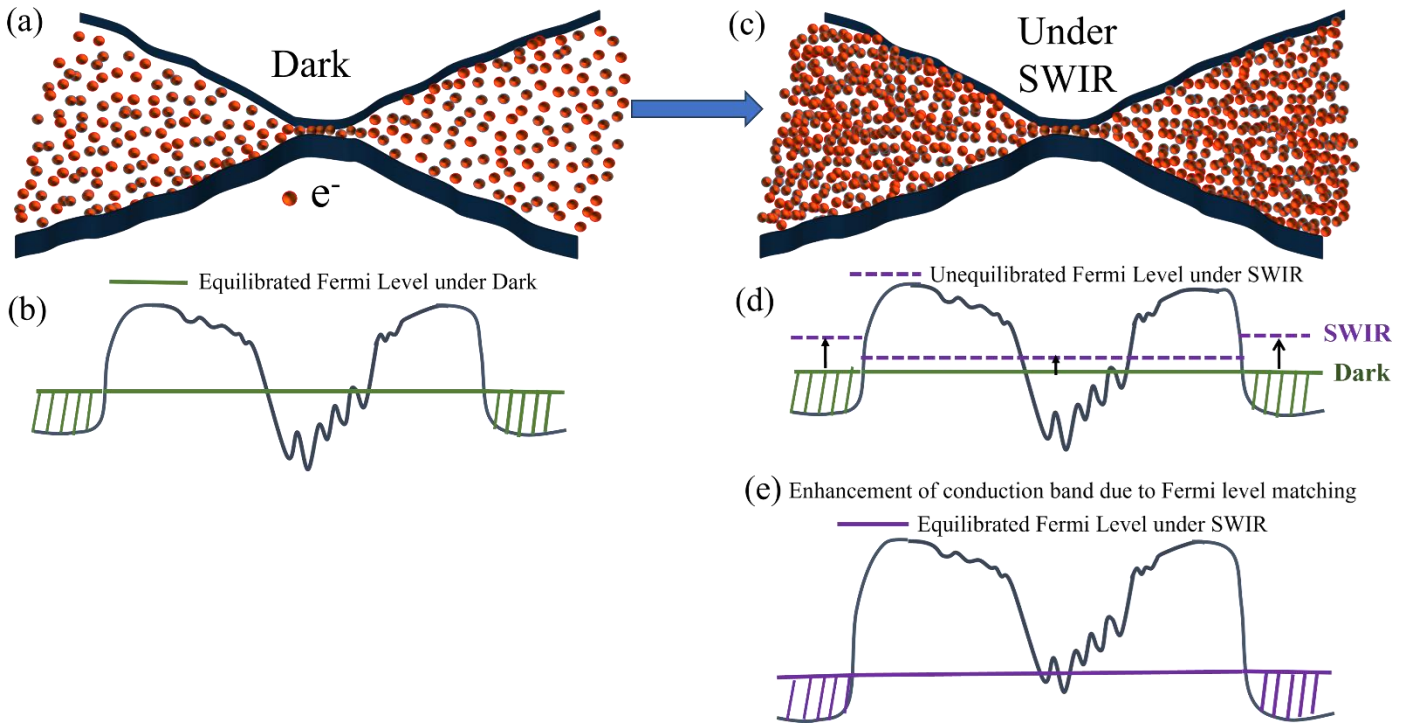 (a)
Dark
e-
Equilibrated Fermi Level under Dark
(b)
(c)
Under
SWIR
Unequilibrated Fermi Level under SWIR
(d)
SWIR
Dark
(e) Enhancement of conduction band due to Fermi level matching
Equilibrated Fermi Level under SWIR